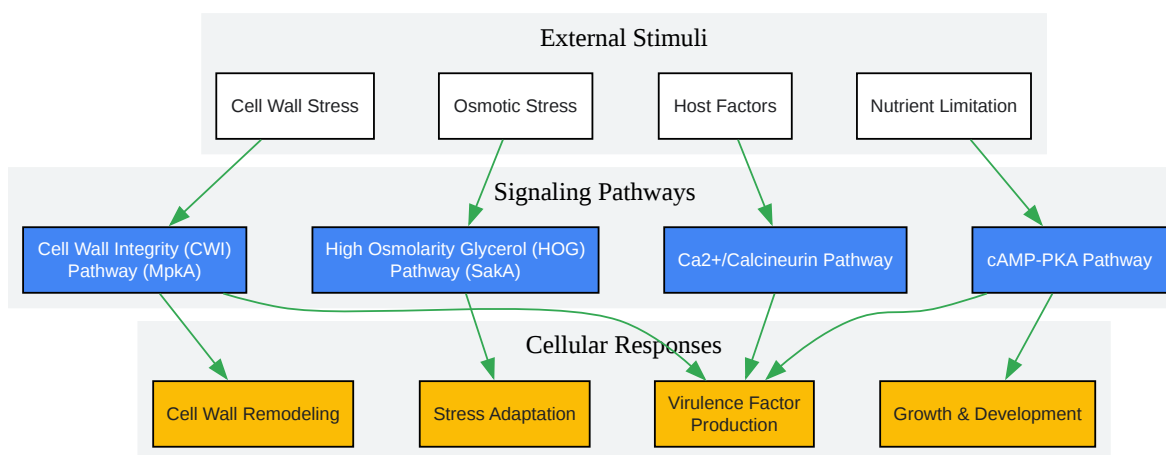 External Stimuli
Cell Wall Stress
Osmotic Stress
Host Factors
Nutrient Limitation
Signaling Pathways
Cell Wall Integrity (CWI)
Pathway (MpkA)
High Osmolarity Glycerol (HOG)
Pathway (SakA)
Ca2+/Calcineurin Pathway
cAMP-PKA Pathway
Cellular Responses
Cell Wall Remodeling
Stress Adaptation
Virulence Factor
Production
Growth & Development